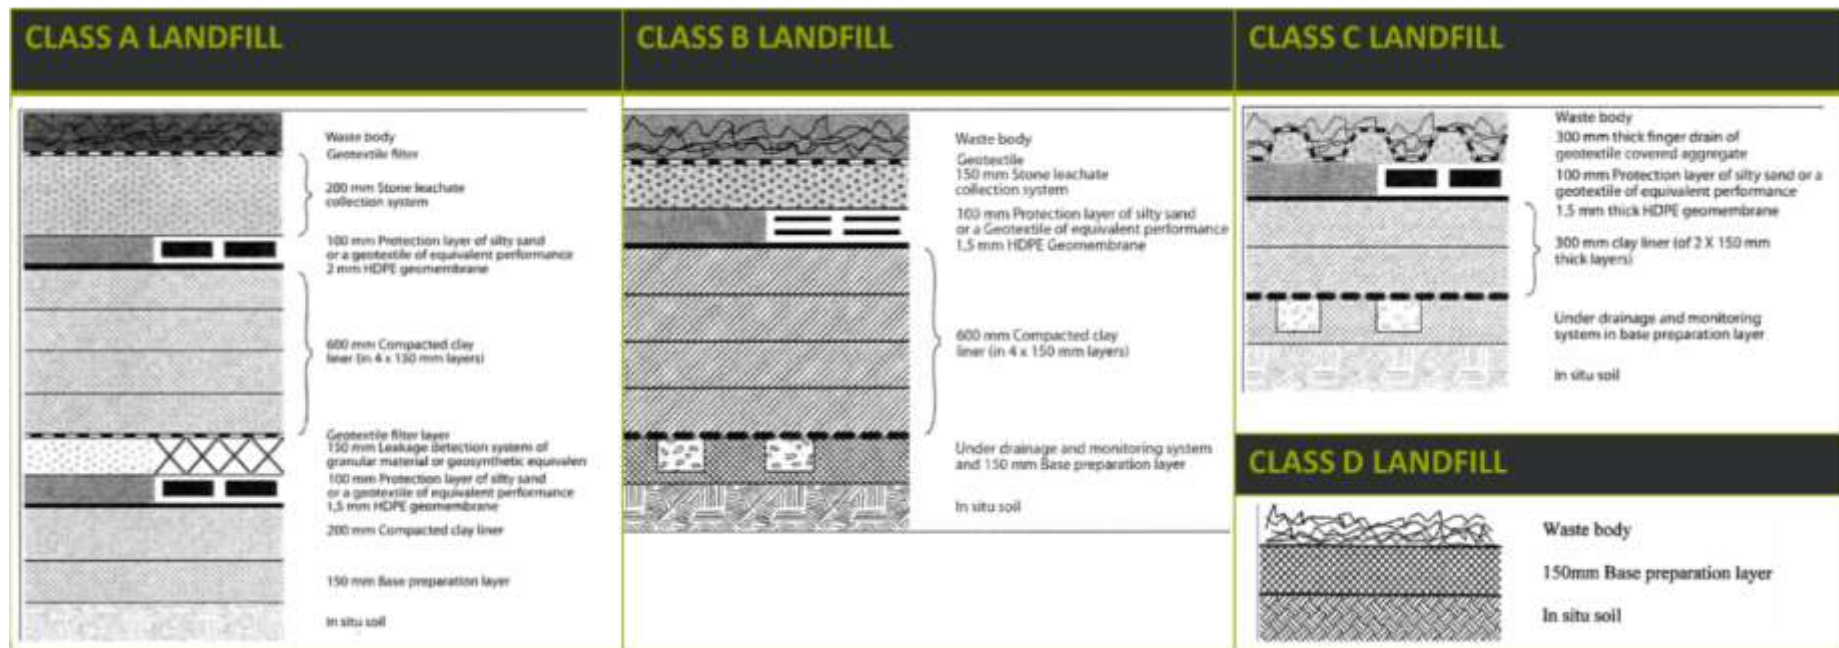 CLASS A LANDFILL
Waste body
Geotextile filter
200 mm Stone leachate
collection system
100 mm Protection layer of silty sand
or a geotextile of equivalent performance
2 mm HDPE geomembrane
600 mm Compacted clay
liner (in 4 x 150 mm layers)
Geotextile filter layer
150 mm Leakage detection system of
granular material or geosynthetic equivalen
100 mm Protection layer of silty sand
or a geotextile of equivalent performance
1,5 mm HDPE geomembrane
200 mm Compacted clay liner
150 mm Base preparation layer
In situ soil
CLASS B LANDFILL
Waste body
Geotextile
150 mm Stone leachate
collection system
100 mm Protection layer of silty sand
or a Geotextile of equivalent performance
1,5 mm HDPE Geomembrane
600 mm Compacted clay
liner (in 4 x 150 mm layers)
Under drainage and monitoring system
and 150 mm Base preparation layer
In situ soil
CLASS C LANDFILL
Waste body
300 mm thick finger drain of
geotextile covered aggregate
100 mm Protection layer of silty sand or a
geotextile of equivalent performance
1,5 mm thick HDPE geomembrane
300 mm clay liner (of 2 X 150 mm
thick layers)
Under drainage and monitoring
system in base preparation layer
In situ soil
CLASS D LANDFILL
Waste body
150mm Base preparation layer
In situ soil